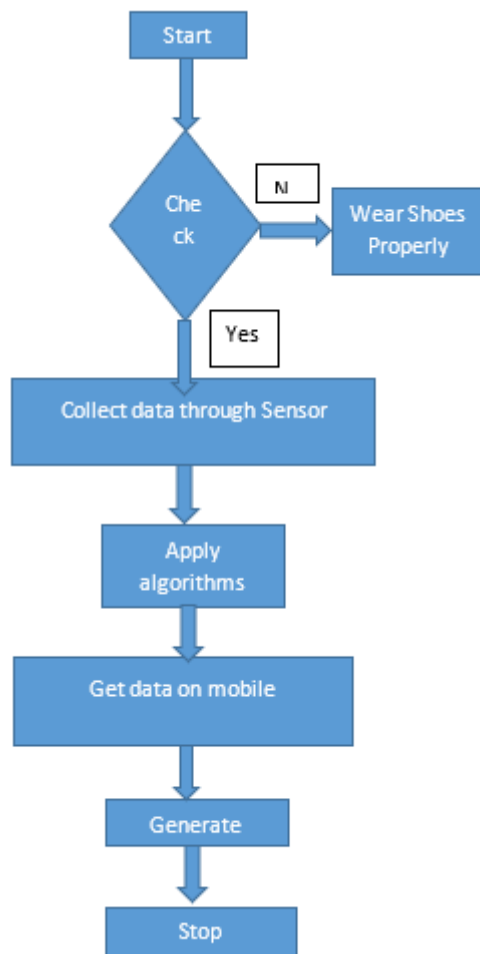 Start
Che
ck
N
Wear Shoes
Properly
Yes
Collect data through Sensor
Apply
algorithms
Get data on mobile
Generate
Stop